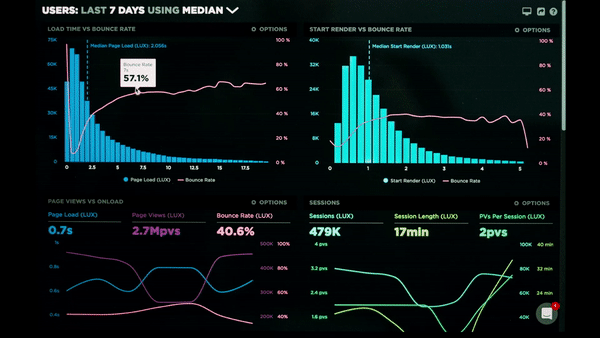 USERS: LAST 7 DAYS USING MEDIAN
LOAD TIME VS BOUNCE RATE
OPTIONS
75K
60K
45K
30K
15K
0
100 %
80 %
60 %
40 %
20 %
0 %
Median Page Load (LUX): 2.056s
Bounce Rate
7s
57.1%
0
2.5
5
7.5
10
12.5
15
17.5
Page Load (LUX)
Bounce Rate
START RENDER VS BOUNCE RATE
OPTIONS
40K
32K
24K
16K
8K
0
100 %
80 %
60 %
40 %
20 %
0 %
Median Start Render (LUX): 1.031s
0
1
2
3
4
5
Start Render (LUX)
Bounce Rate
PAGE VIEWS VS ONLOAD
OPTIONS
Page Load (LUX)
0.7s
Page Views (LUX)
2.7Mpvs
Bounce Rate (LUX)
40.6%
1s
0.8s
0.6s
0.4s
500K
400K
300K
200K
100%
80%
60%
40%
SESSIONS
OPTIONS
Sessions (LUX)
479K
Session Length (LUX)
17min
PVs Per Session (LUX)
2pvs
4 pvs
3.2 pvs
2.4 pvs
1.6 pvs
100K
80K
60K
40K
40 min
32 min
24 min